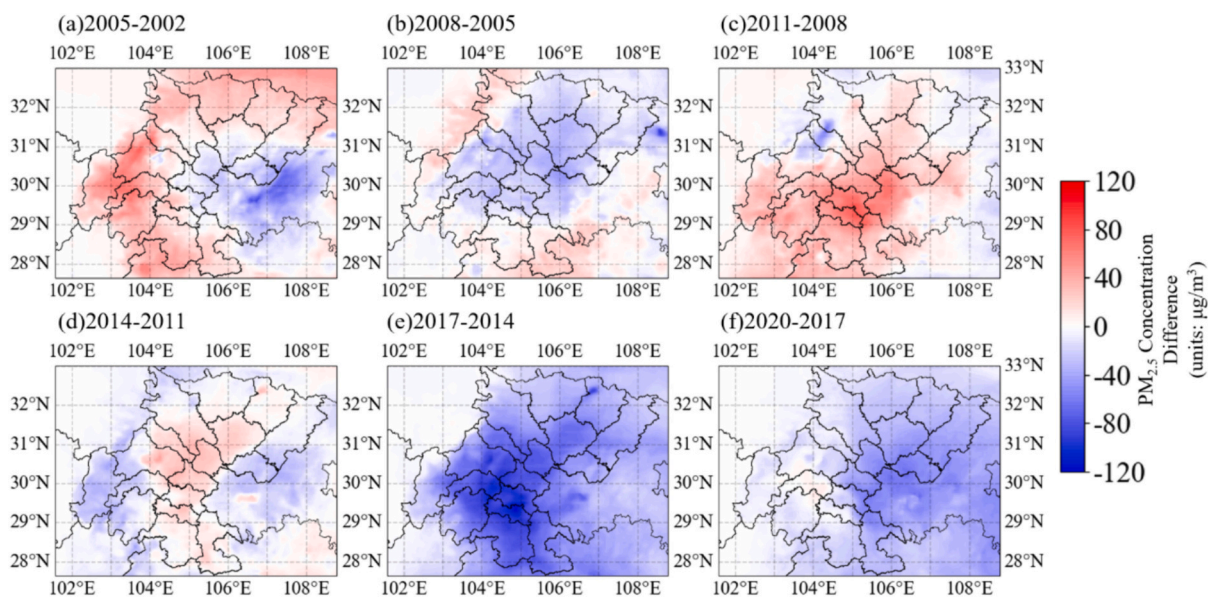 (a)2005-2002
(b)2008-2005
(c)2011-2008
102°E 104°E 106°E 108°E
102°E 104°E 106°E 108°E
102°E 104°E 106°E 108°E
33°N
32°N 32°N 32°N
31°N 31°N 31°N
30°N 30°N 30°N
29°N 29°N 29°N
28°N 28°N 28°N
102°E 104°E 106°E 108°E
102°E 104°E 106°E 108°E
102°E 104°E 106°E 108°E
(d)2014-2011
(e)2017-2014
(f)2020-2017
102°E 104°E 106°E 108°E
102°E 104°E 106°E 108°E
102°E 104°E 106°E 108°E
33°N
32°N 32°N 32°N
31°N 31°N 31°N
30°N 30°N 30°N
29°N 29°N 29°N
28°N 28°N 28°N
102°E 104°E 106°E 108°E
102°E 104°E 106°E 108°E
102°E 104°E 106°E 108°E
120
80
40
0
-40
-80
-120
PM2.5 Concentration
Difference
(units: μg/m³)